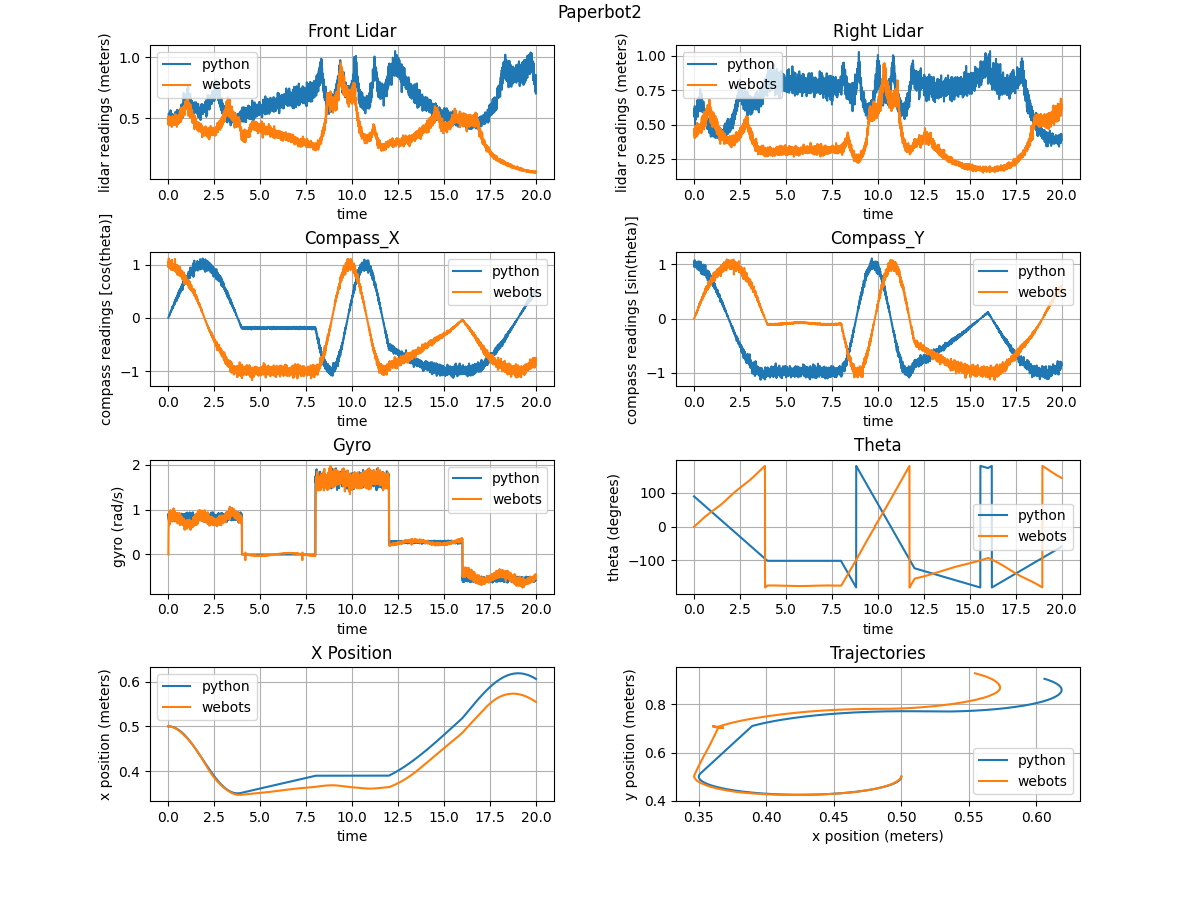 Paperbot2
Front Lidar
lidar readings (meters)
1.0
0.5
python
webots
0.0 2.5 5.0 7.5 10.0 12.5 15.0 17.5 20.0
time
Right Lidar
lidar readings (meters)
1.00
0.75
0.50
0.25
python
webots
0.0 2.5 5.0 7.5 10.0 12.5 15.0 17.5 20.0
time
Compass_X
compass readings [cos(theta)]
1
0
−1
python
webots
0.0 2.5 5.0 7.5 10.0 12.5 15.0 17.5 20.0
time
Compass_Y
compass readings [sin(theta)]
1
0
−1
python
webots
0.0 2.5 5.0 7.5 10.0 12.5 15.0 17.5 20.0
time
Gyro
gyro (rad/s)
2
1
0
python
webots
0.0 2.5 5.0 7.5 10.0 12.5 15.0 17.5 20.0
time
Theta
theta (degrees)
100
0
−100
python
webots
0.0 2.5 5.0 7.5 10.0 12.5 15.0 17.5 20.0
time
X Position
x position (meters)
0.6
0.5
0.4
python
webots
0.0 2.5 5.0 7.5 10.0 12.5 15.0 17.5 20.0
time
Trajectories
y position (meters)
0.8
0.6
0.4
python
webots
0.35 0.40 0.45 0.50 0.55 0.60
x position (meters)